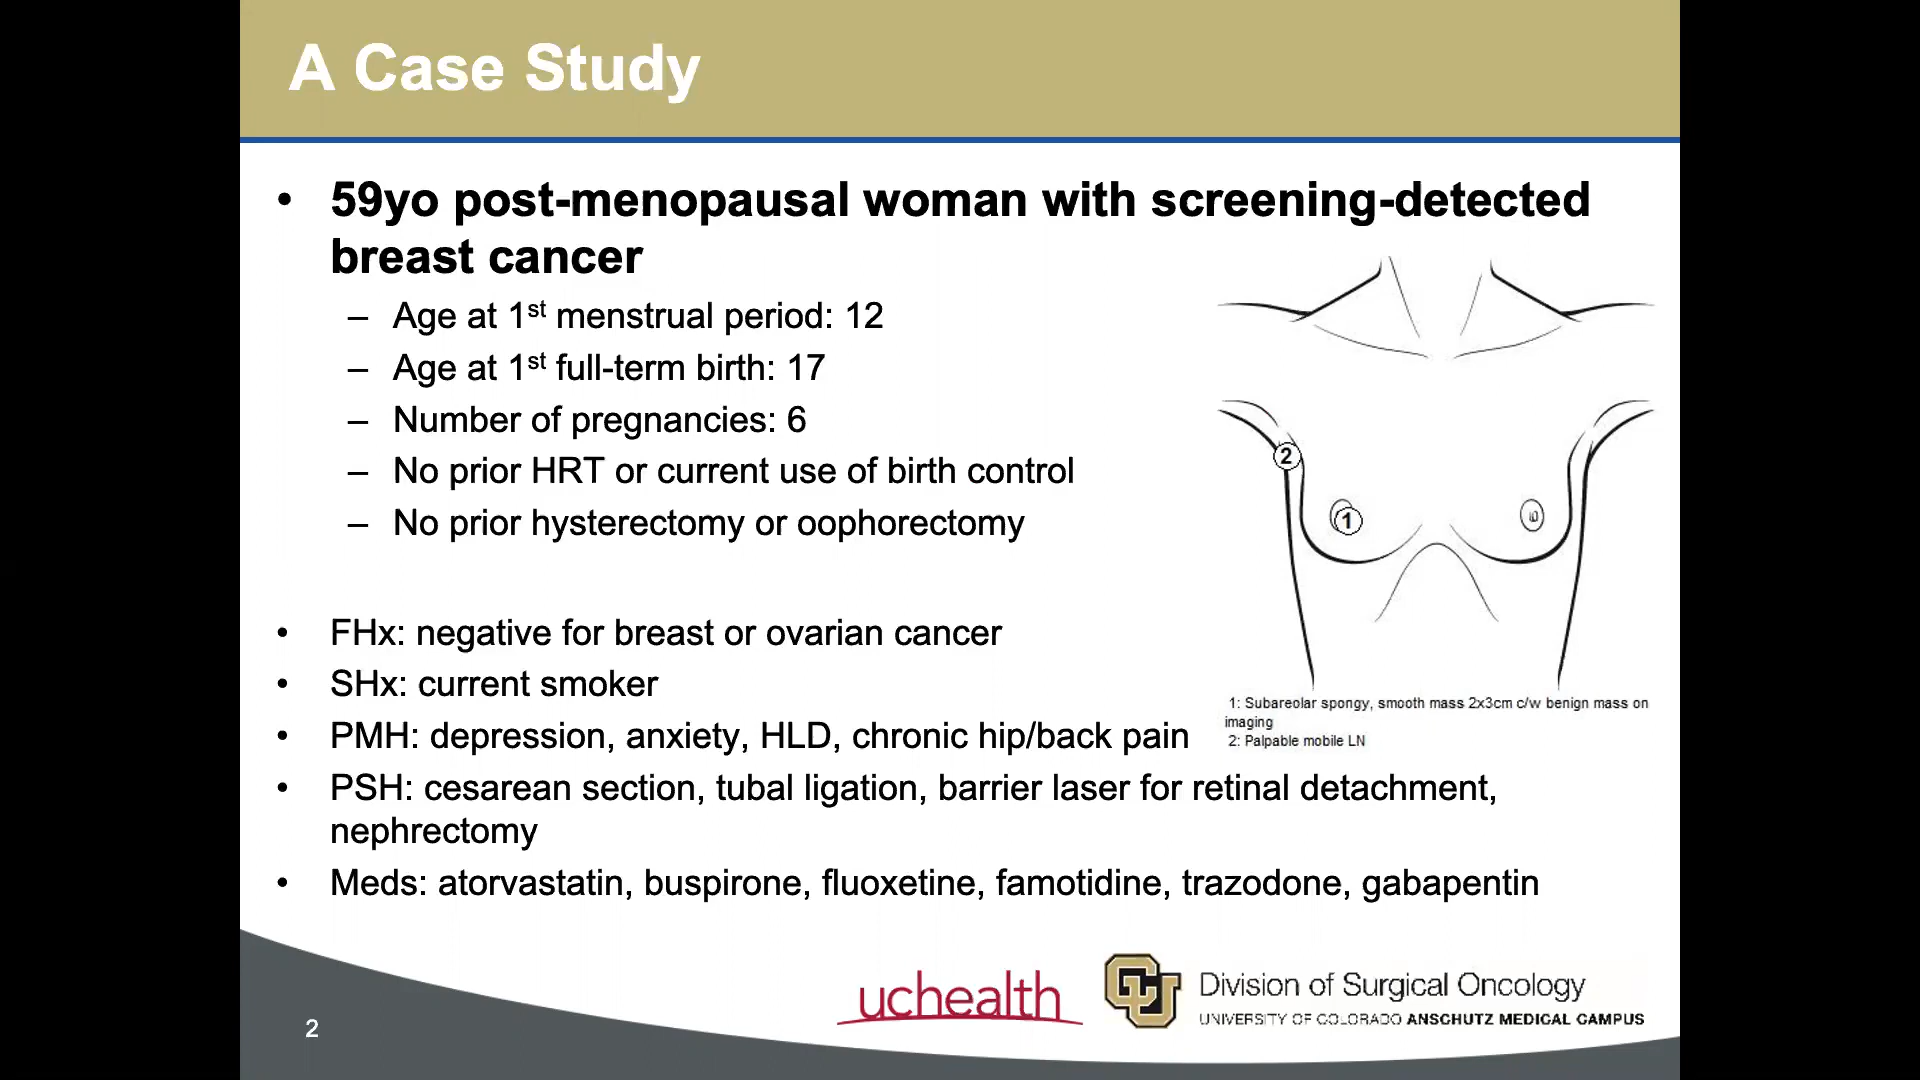 A Case Study
• 59yo post-menopausal woman with screening-detected
breast cancer
– Age at 1st menstrual period: 12
– Age at 1st full-term birth: 17
– Number of pregnancies: 6
– No prior HRT or current use of birth control
– No prior hysterectomy or oophorectomy
2
1
1: Subareolar spongy, smooth mass 2x3cm c/w benign mass on
imaging
2: Palpable mobile LN
• FHx: negative for breast or ovarian cancer
• SHx: current smoker
• PMH: depression, anxiety, HLD, chronic hip/back pain
• PSH: cesarean section, tubal ligation, barrier laser for retinal detachment,
nephrectomy
• Meds: atorvastatin, buspirone, fluoxetine, famotidine, trazodone, gabapentin
2
uchealth
CU
Division of Surgical Oncology
UNIVERSITY OF COLORADO ANSCHUTZ MEDICAL CAMPUS